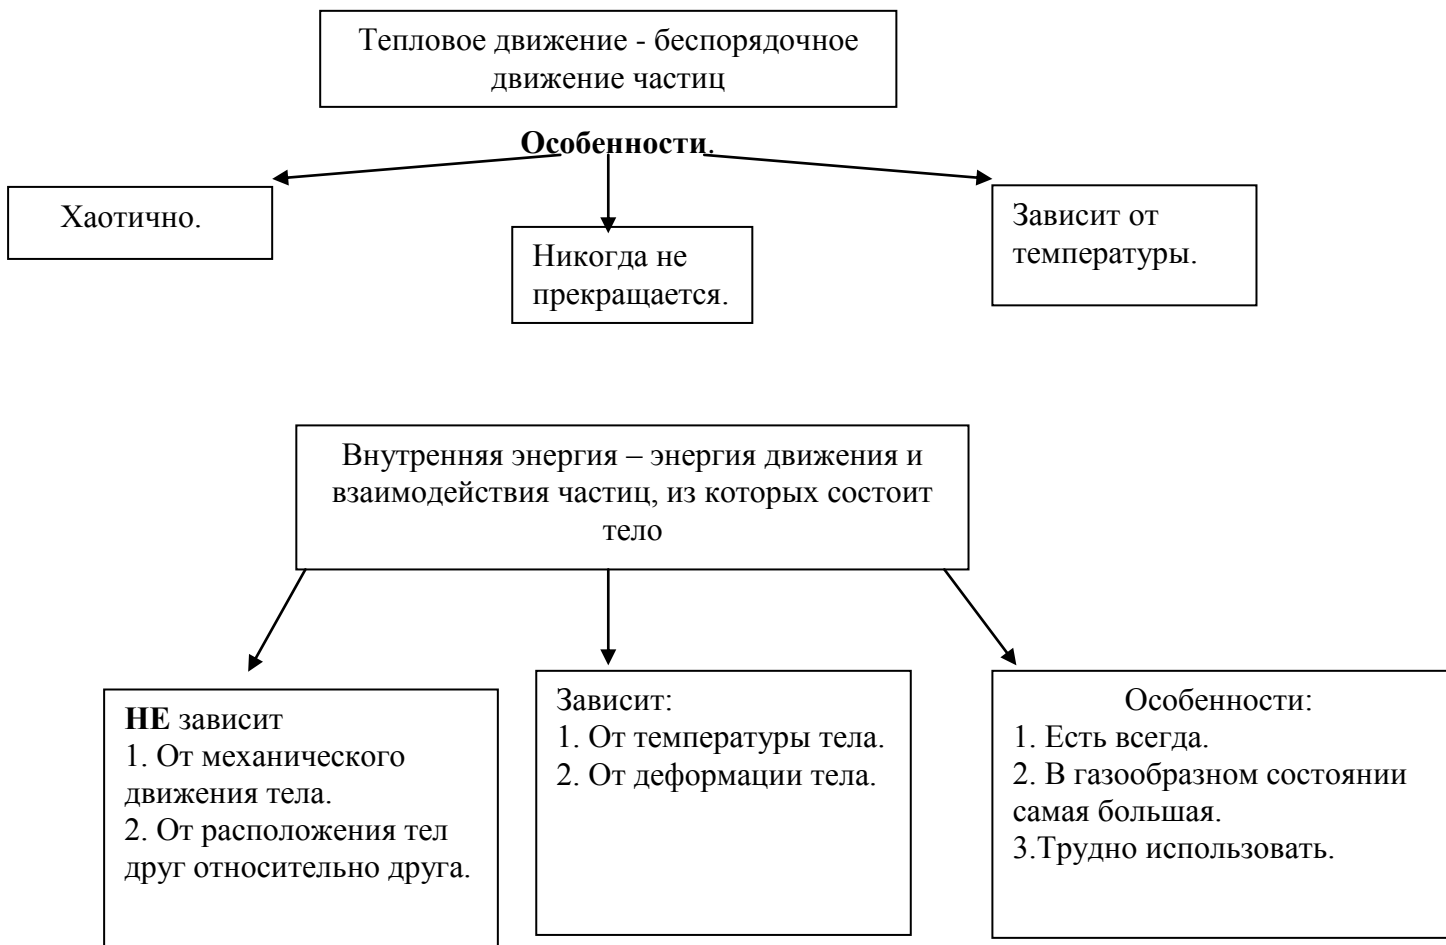 Тепловое движение - беспорядочное
движение частиц
Особенности.
Хаотично.
Никогда не
прекращается.
Зависит от
температуры.
Внутренняя энергия – энергия движения и
взаимодействия частиц, из которых состоит
тело
НЕ зависит
1. От механического
движения тела.
2. От расположения тел
друг относительно друга.
Зависит:
1. От температуры тела.
2. От деформации тела.
Особенности:
1. Есть всегда.
2. В газообразном состоянии
самая большая.
3.Трудно использовать.